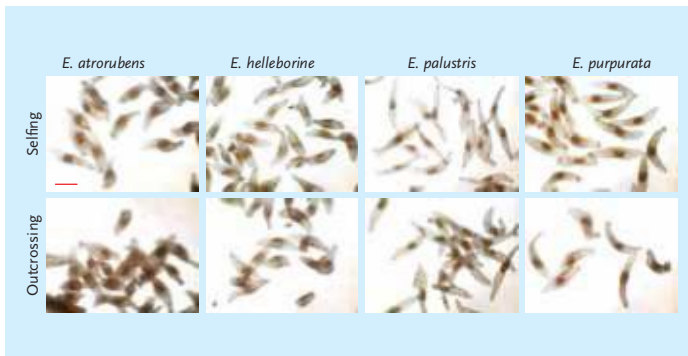 E. atrorubens E. helleborine E. palustris E. purpurata
Selfing
Outcrossing